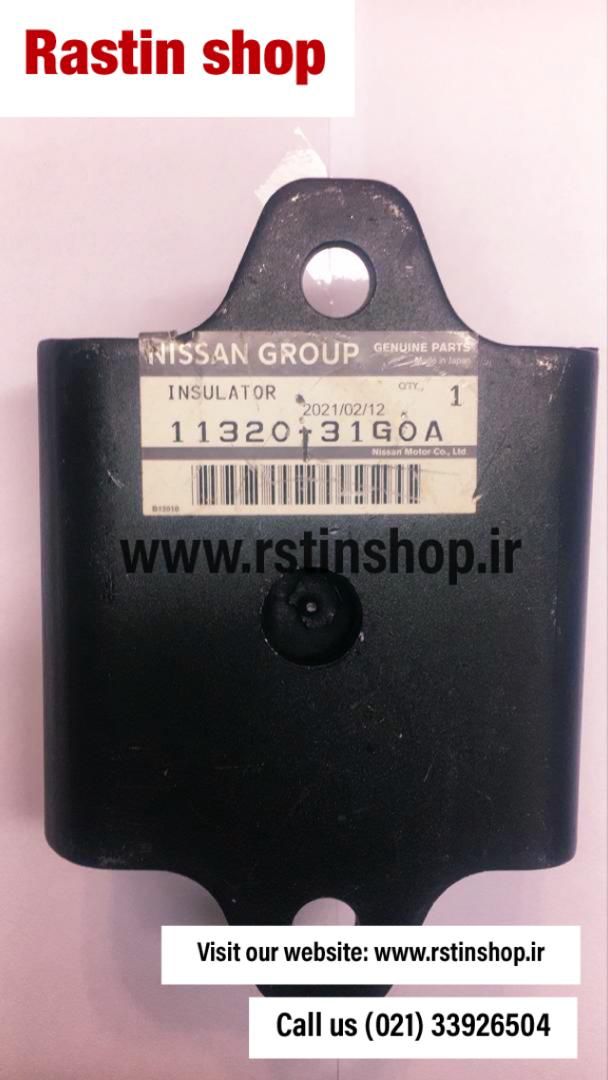 Rastin shop
NISSAN GROUP GENUINE PARTS
Made in Japan
INSULATOR QTY. 1
2021/02/12
11320-31G0A
Nissan Motor Co., Ltd
B13010
www.rstinshop.ir
Visit our website: www.rstinshop.ir
Call us (021) 33926504